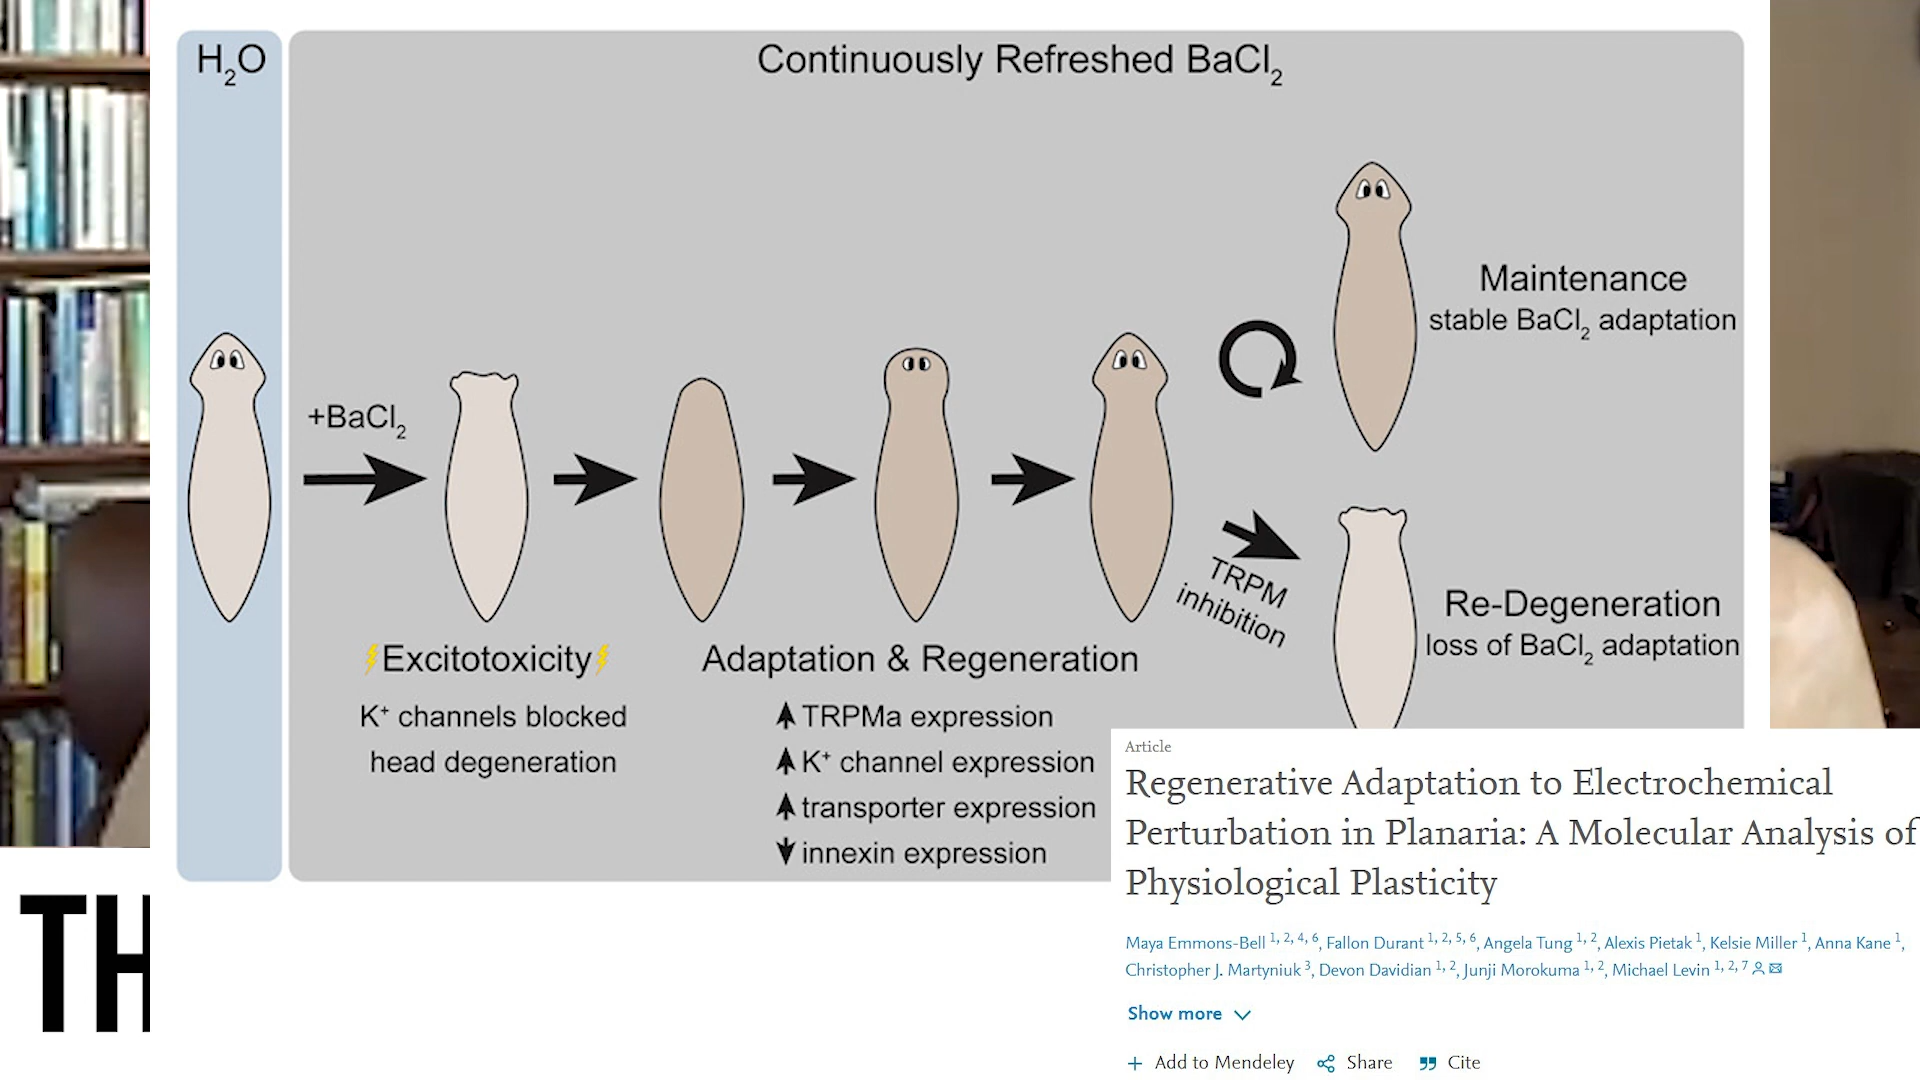 H₂O
Continuously Refreshed BaCl₂
+BaCl₂
Maintenance
stable BaCl₂ adaptation
TRPM
inhibition
Re-Degeneration
loss of BaCl₂ adaptation
Excitotoxicity
K⁺ channels blocked
head degeneration
Adaptation & Regeneration
TRPMa expression
K⁺ channel expression
transporter expression
innexin expression
Article
Regenerative Adaptation to Electrochemical
Perturbation in Planaria: A Molecular Analysis of
Physiological Plasticity
Maya Emmons-Bell 1, 2, 4, 6, Fallon Durant 1, 2, 5, 6, Angela Tung 1, 2, Alexis Pietak 1, Kelsie Miller 1, Anna Kane 1,
Christopher J. Martyniuk 3, Devon Davidian 1, 2, Junji Morokuma 1, 2, Michael Levin 1, 2, 7
Show more
+ Add to Mendeley Share Cite
TH